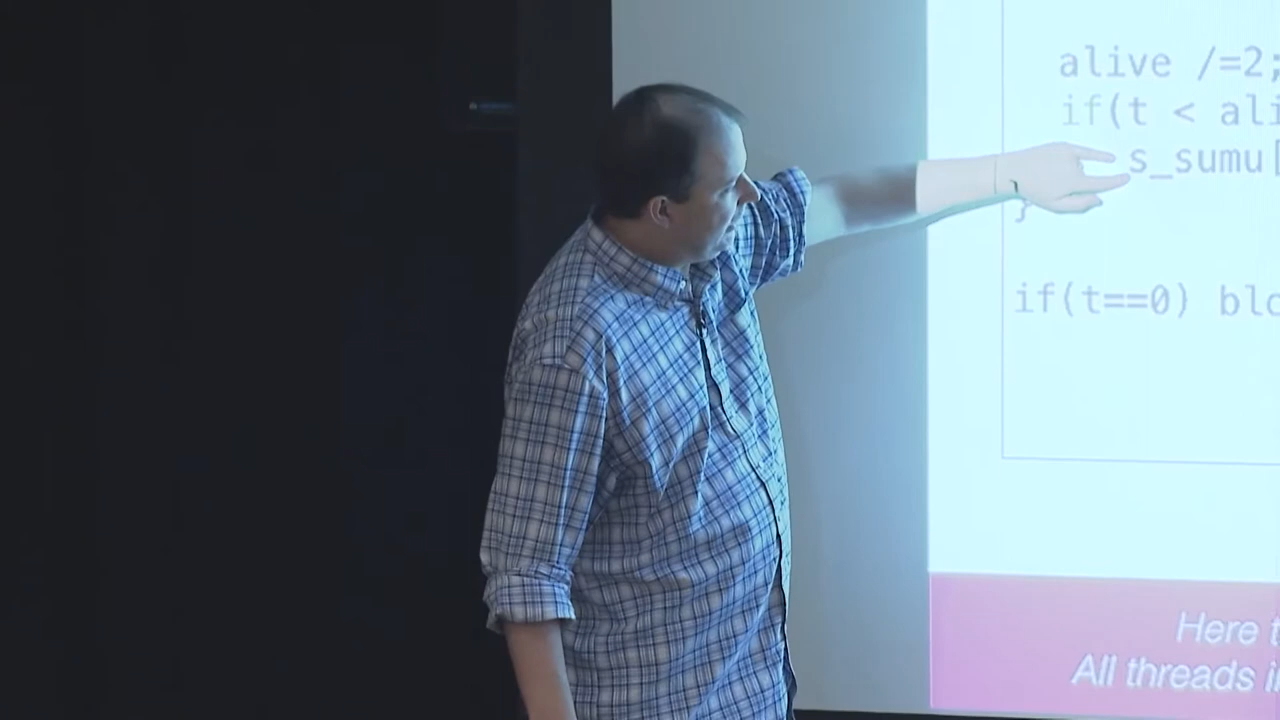 alive /=2;
if(t < ali
s_sumu[
}
if(t==0) blo
Here t
All threads i